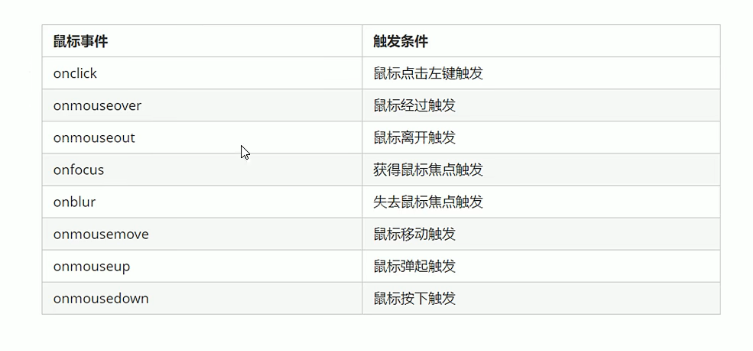 鼠标事件 触发条件
onclick 鼠标点击左键触发
onmouseover 鼠标经过触发
onmouseout 鼠标离开触发
onfocus 获得鼠标焦点触发
onblur 失去鼠标焦点触发
onmousemove 鼠标移动触发
onmouseup 鼠标弹起触发
onmousedown 鼠标按下触发